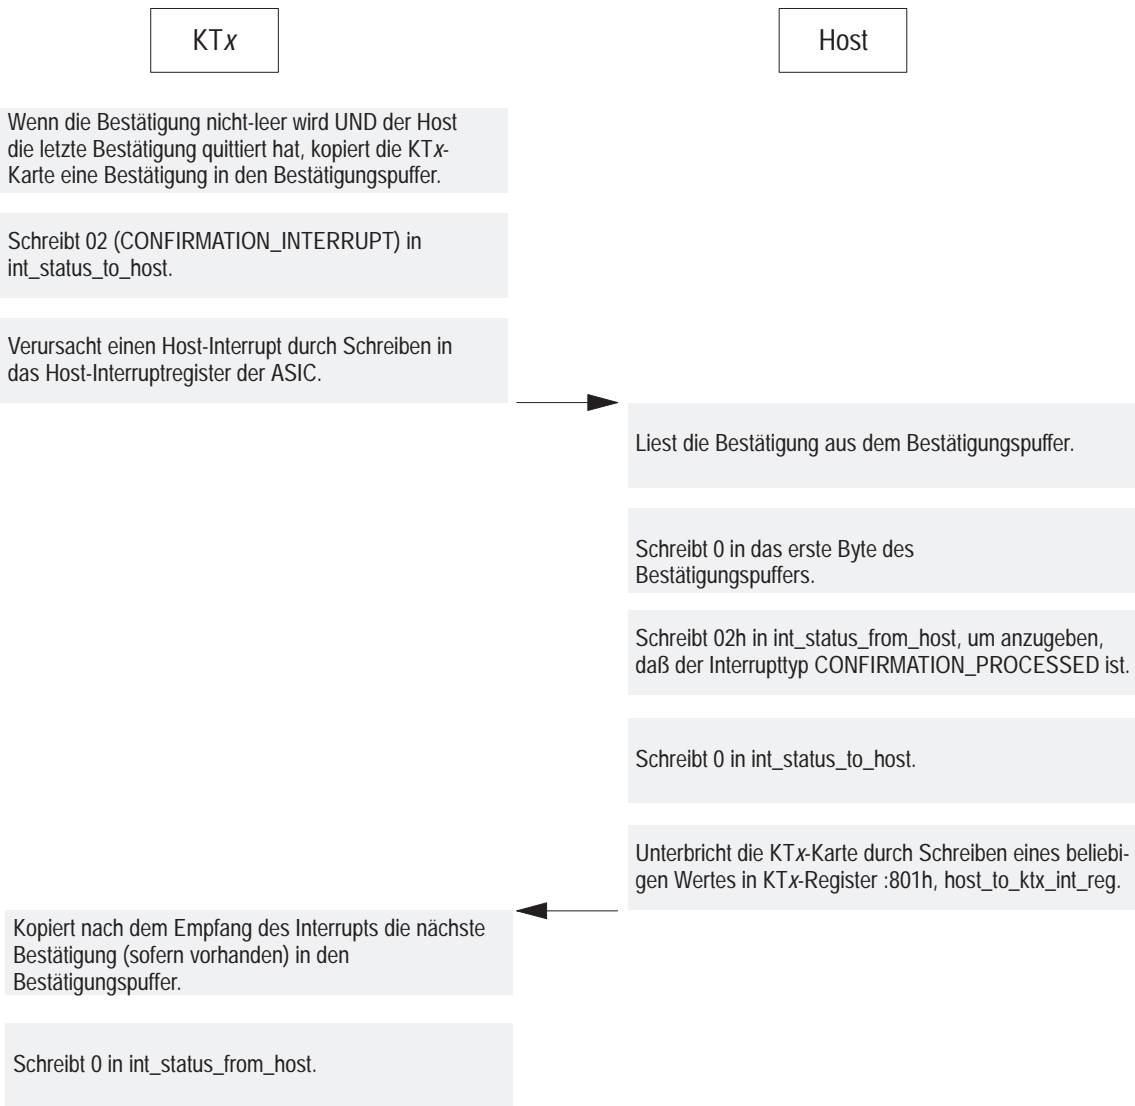 KTx
Host
Wenn die Bestätigung nicht-leer wird UND der Host
die letzte Bestätigung quittiert hat, kopiert die KTx-
Karte eine Bestätigung in den Bestätigungspuffer.
Schreibt 02 (CONFIRMATION_INTERRUPT) in
int_status_to_host.
Verursacht einen Host-Interrupt durch Schreiben in
das Host-Interruptregister der ASIC.
Liest die Bestätigung aus dem Bestätigungspuffer.
Schreibt 0 in das erste Byte des
Bestätigungspuffers.
Schreibt 02h in int_status_from_host, um anzugeben,
daß der Interrupttyp CONFIRMATION_PROCESSED ist.
Schreibt 0 in int_status_to_host.
Unterbricht die KTx-Karte durch Schreiben eines beliebi-
gen Wertes in KTx-Register :801h, host_to_ktx_int_reg.
Kopiert nach dem Empfang des Interrupts die nächste
Bestätigung (sofern vorhanden) in den
Bestätigungspuffer.
Schreibt 0 in int_status_from_host.